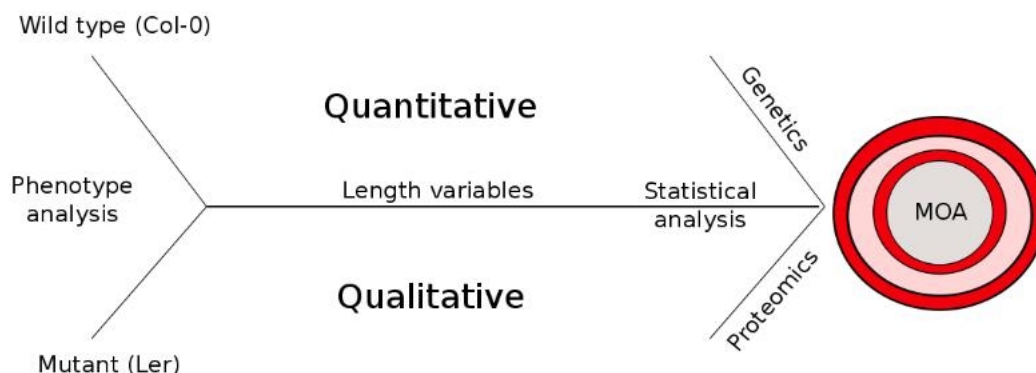 Wild type (Col-0)
Quantitative
Genetics
Phenotype
analysis
Length variables
Statistical
analysis
MOA
Qualitative
Proteomics
Mutant (Ler)